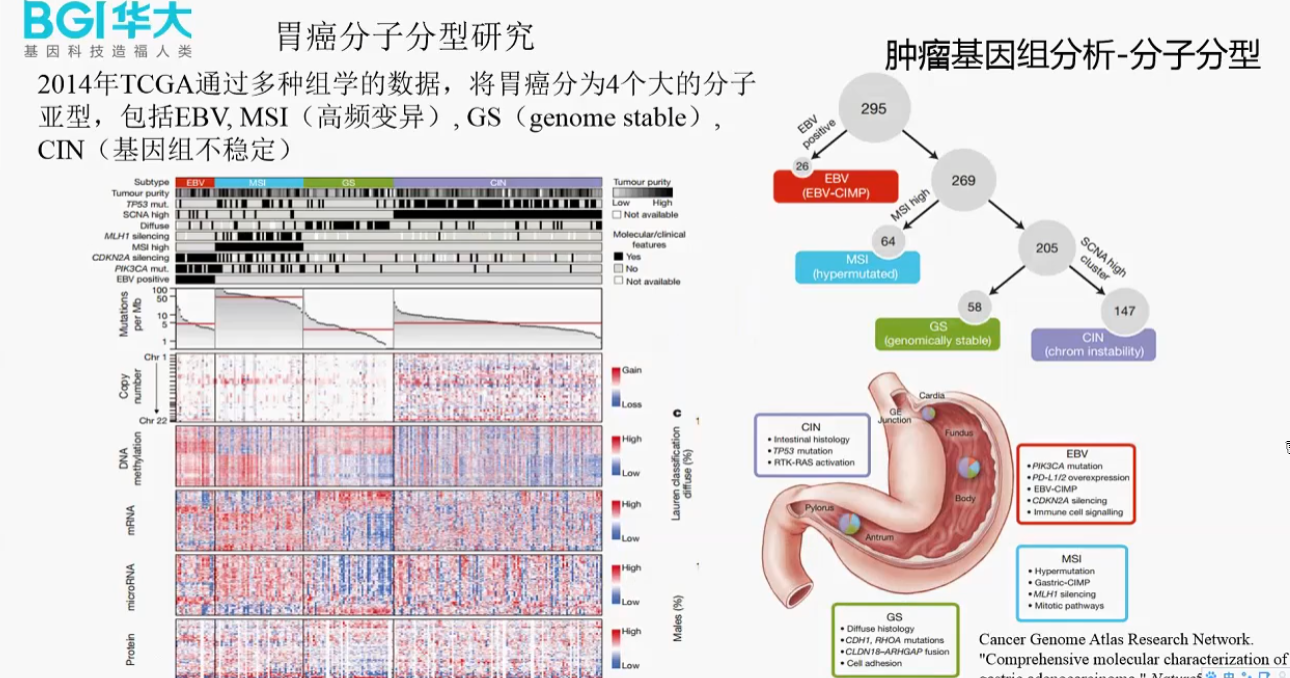 BGI华大
基因科技造福人类
胃癌分子分型研究
肿瘤基因组分析-分子分型
2014年TCGA通过多种组学的数据，将胃癌分为4个大的分子
亚型，包括EBV, MSI（高频变异）, GS（genome stable）,
CIN（基因组不稳定）
Subtype
EBV
MSI
GS
CIN
Tumour purity
TP53 mut.
SCNA high
Diffuse
MLH1 silencing
MSI high
CDKN2A silencing
PIK3CA mut.
EBV positive
Tumour purity
Low High
Not available
Molecular/clinical
features
Yes
No
Not available
Mutations
per Mb
100
50
10
5
1
Chr 1
Copy
number
Chr 22
Gain
Loss
DNA
methylation
High
Low
mRNA
High
Low
microRNA
High
Low
Protein
High
Low
c
Lauren classification
diffuse (%)
Males (%)
295
EBV
positive
26
EBV
(EBV-CIMP)
269
MSI high
64
MSI
(hypermutated)
205
SCNA high
cluster
58
GS
(genomically stable)
147
CIN
(chrom instability)
Cardia
GE
Junction
Fundus
Body
Pylorus
Antrum
CIN
• Intestinal histology
• TP53 mutation
• RTK-RAS activation
EBV
• PIK3CA mutation
• PD-L1/2 overexpression
• EBV-CIMP
• CDKN2A silencing
• Immune cell signalling
MSI
• Hypermutation
• Gastric-CIMP
• MLH1 silencing
• Mitotic pathways
GS
• Diffuse histology
• CDH1, RHOA mutations
• CLDN18–ARHGAP fusion
• Cell adhesion
Cancer Genome Atlas Research Network.
"Comprehensive molecular characterization of